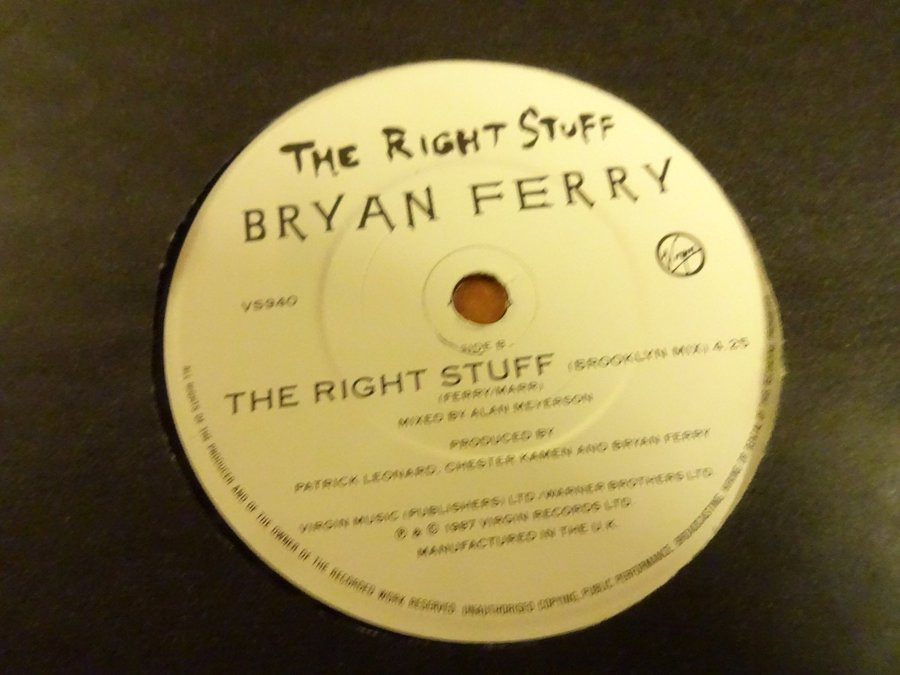 THE RIGHT STUFF
BRYAN FERRY
Virgin
VS940
SIDE B
THE RIGHT STUFF (BROOKLYN MIX) 4.25
(FERRY/MARR)
MIXED BY ALAN MEYERSON
PRODUCED BY
PATRICK LEONARD, CHESTER KAMEN AND BRYAN FERRY
VIRGIN MUSIC (PUBLISHERS) LTD./WARNER BROTHERS LTD.
℗ & © 1987 VIRGIN RECORDS LTD.
MANUFACTURED IN THE U.K.
ALL RIGHTS OF THE PRODUCER AND OF THE OWNER OF THE RECORDED WORK RESERVED. UNAUTHORISED COPYING, PUBLIC PERFORMANCE, BROADCASTING, HIRING OF